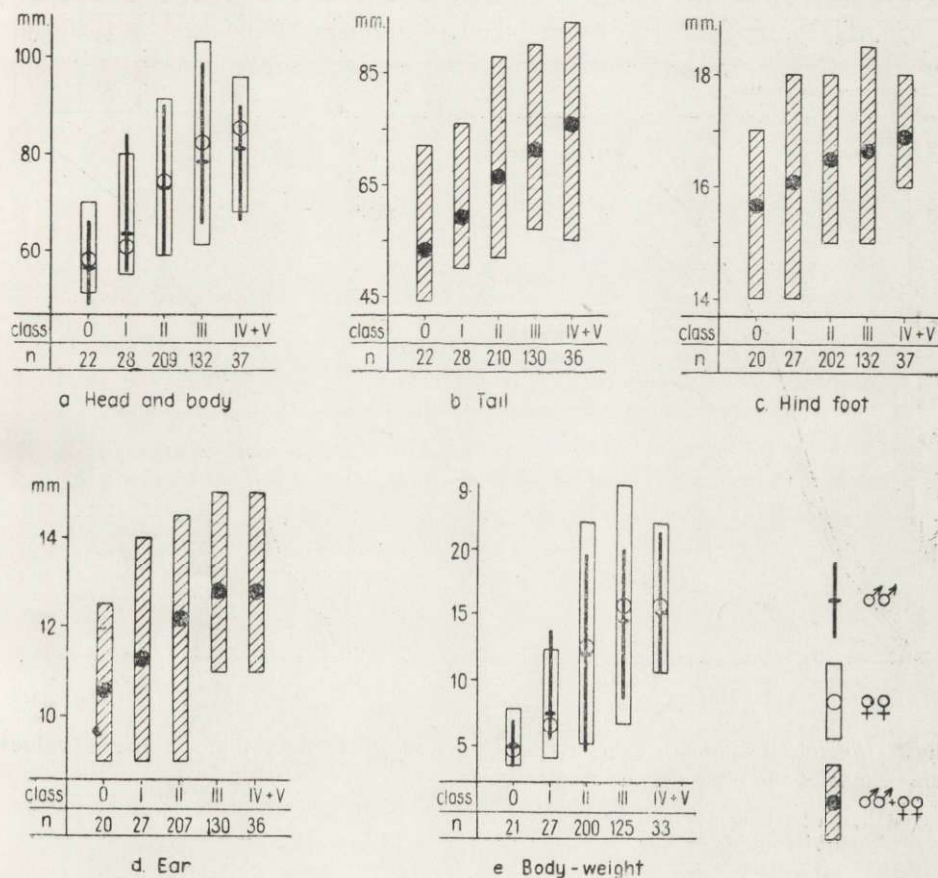 mm.
100
80
60
class 0 I II III IV+V
n 22 28 209 132 37
a Head and body
mm.
85
65
45
class 0 I II III IV+V
n 22 28 210 130 36
b. Tail
mm.
18
16
14
class 0 I II III IV+V
n 20 27 202 132 37
c. Hind foot
mm
14
12
10
class 0 I II III IV+V
n 20 27 207 130 36
d. Ear
9.
20
15
10
5
class 0 I II III IV+V
n 21 27 200 125 33
e Body-weight
♂♂
♀♀
♂♂+♀♀